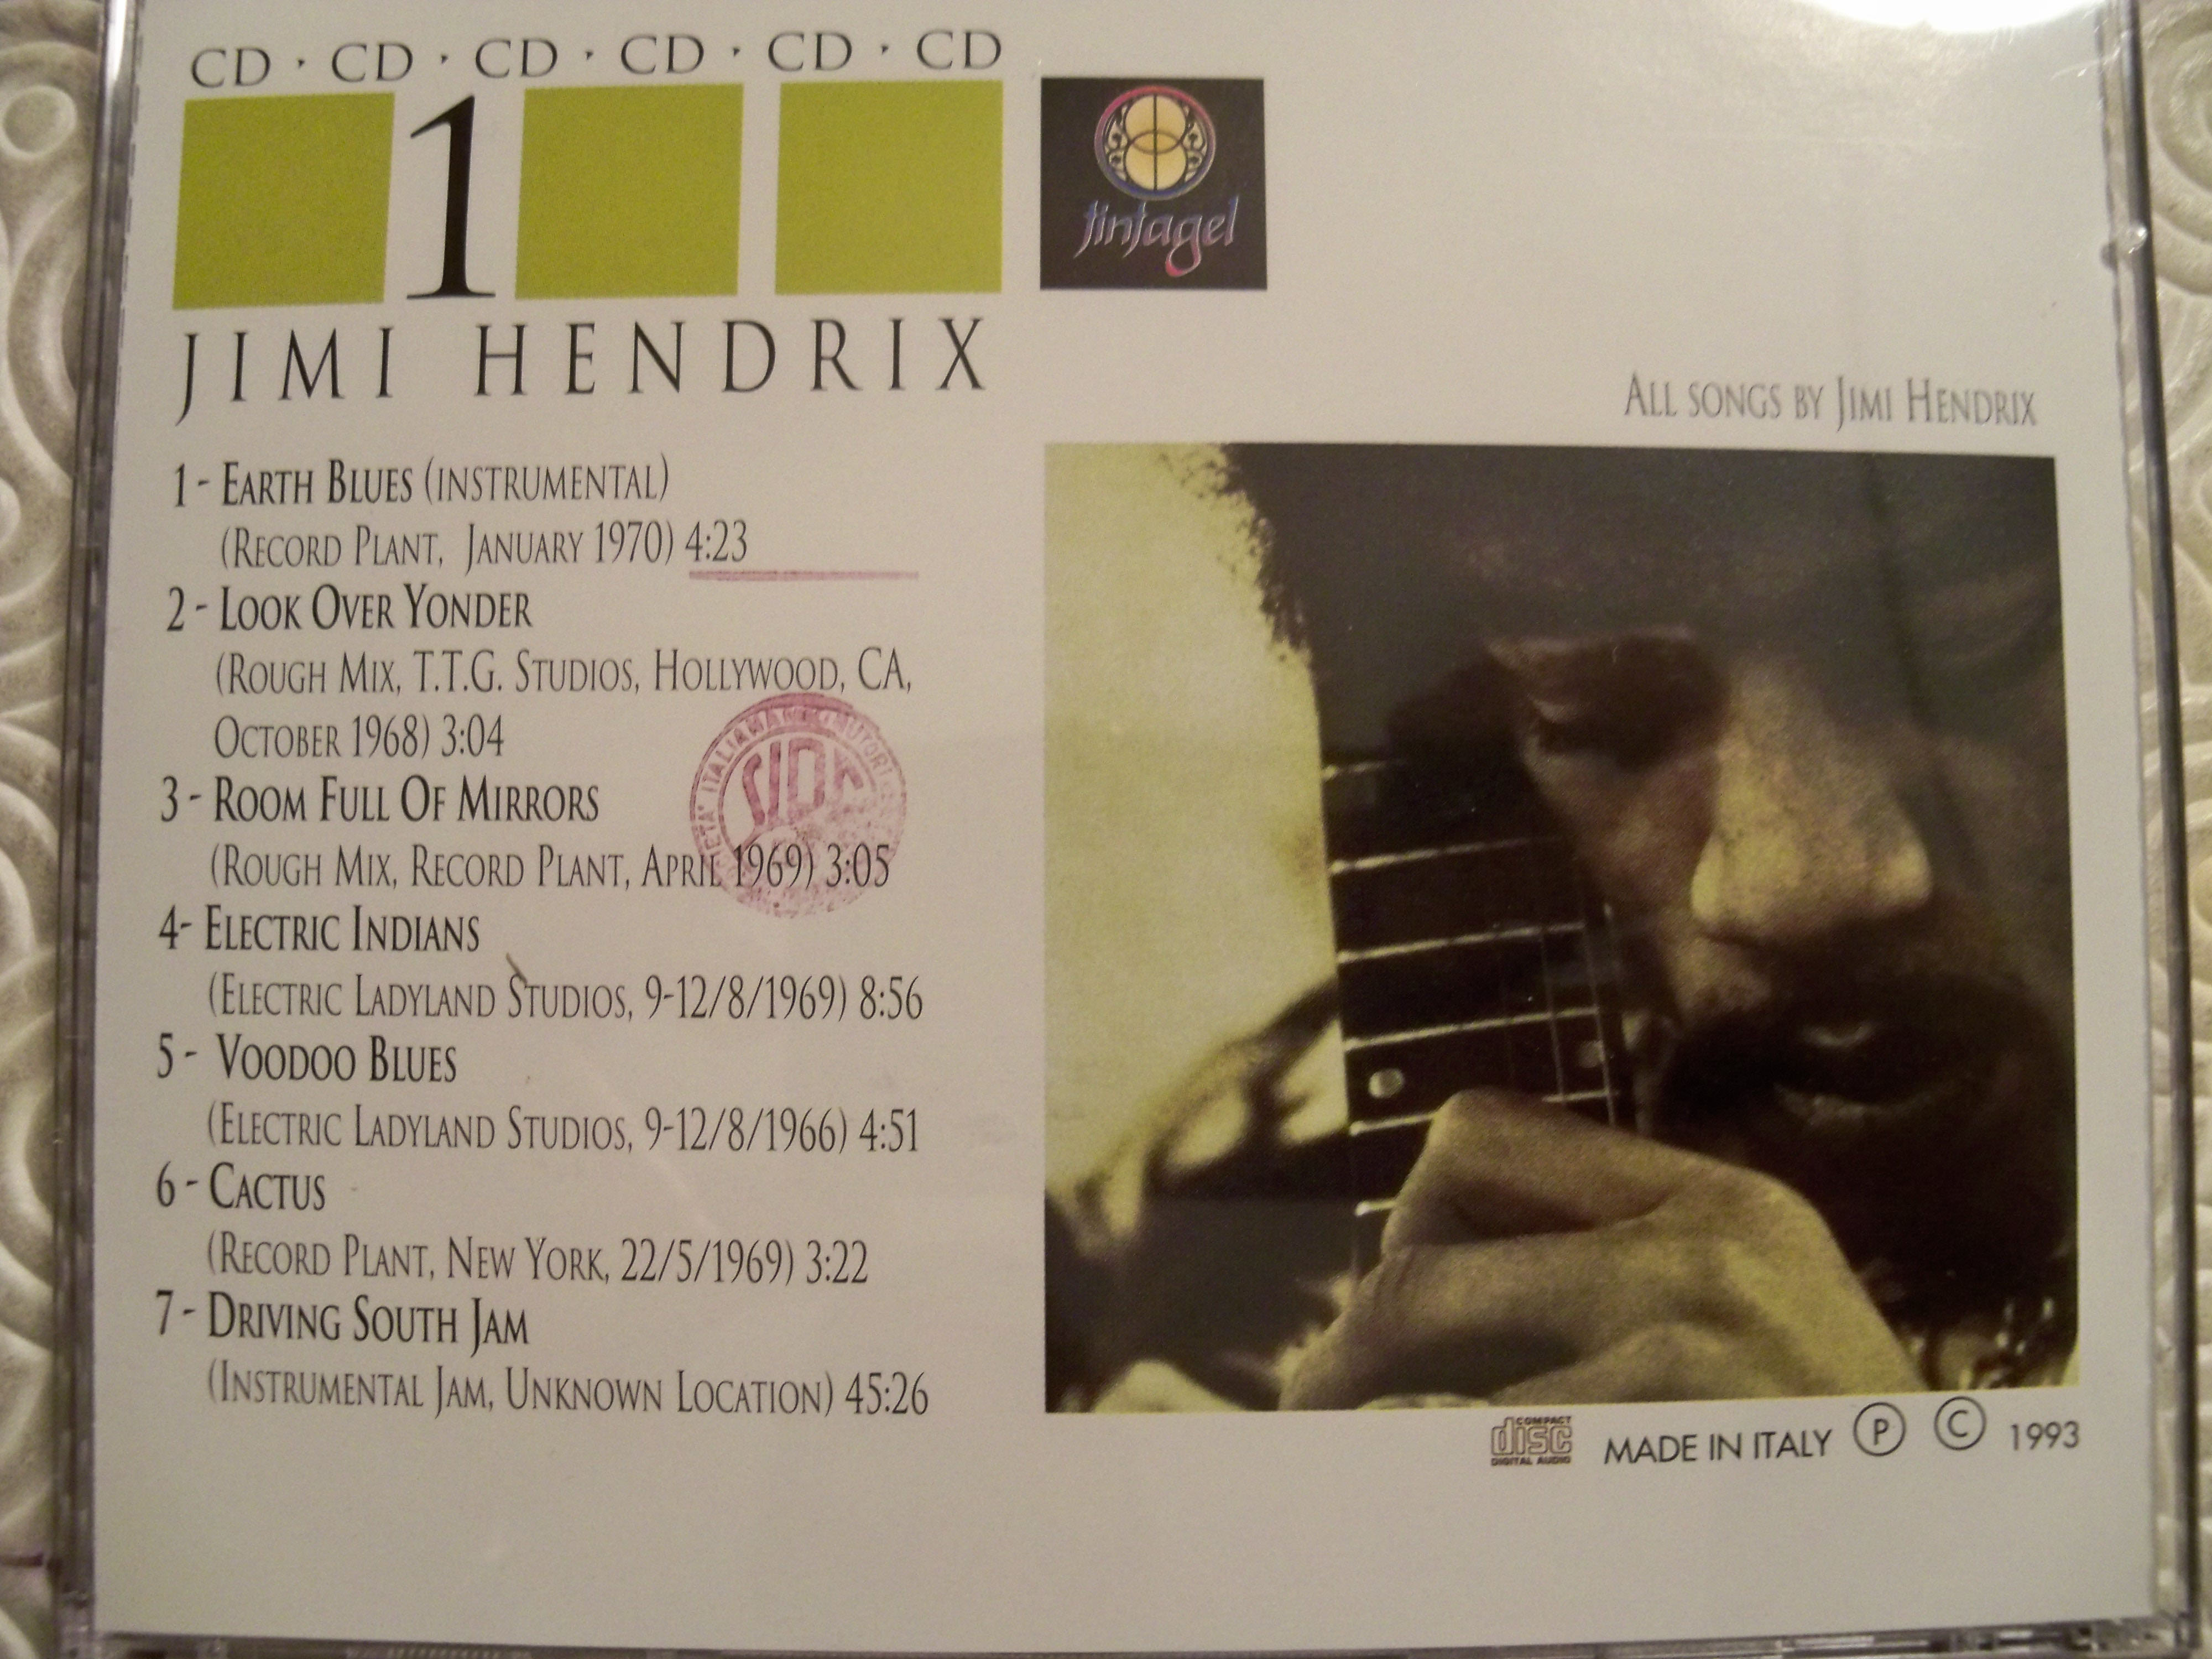 CD · CD · CD · CD · CD · CD
1
tintagel
JIMI HENDRIX
ALL SONGS BY JIMI HENDRIX
1 - EARTH BLUES (INSTRUMENTAL)
(RECORD PLANT, JANUARY 1970) 4:23
2 - LOOK OVER YONDER
(ROUGH MIX, T.T.G. STUDIOS, HOLLYWOOD, CA,
OCTOBER 1968) 3:04
3 - ROOM FULL OF MIRRORS
(ROUGH MIX, RECORD PLANT, APRIL 1969) 3:05
4- ELECTRIC INDIANS
(ELECTRIC LADYLAND STUDIOS, 9-12/8/1969) 8:56
5 - VOODOO BLUES
(ELECTRIC LADYLAND STUDIOS, 9-12/8/1966) 4:51
6 - CACTUS
(RECORD PLANT, NEW YORK, 22/5/1969) 3:22
7 - DRIVING SOUTH JAM
(INSTRUMENTAL JAM, UNKNOWN LOCATION) 45:26
ITALIANA
COMPACT
disc
DIGITAL AUDIO
MADE IN ITALY Ⓟ Ⓒ 1993